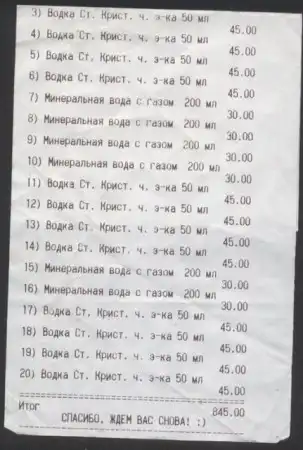 3) Водка Ст. Крист. ч. э-ка 50 мл
45.00
4) Водка Ст. Крист. ч. э-ка 50 мл
45.00
5) Водка Ст. Крист. ч. э-ка 50 мл
45.00
6) Водка Ст. Крист. ч. э-ка 50 мл
45.00
7) Минеральная вода с газом 200 мл
30.00
8) Минеральная вода с газом 200 мл
30.00
9) Минеральная вода с газом 200 мл
30.00
10) Минеральная вода с газом 200 мл
30.00
11) Водка Ст. Крист. ч. э-ка 50 мл
45.00
12) Водка Ст. Крист. ч. э-ка 50 мл
45.00
13) Водка Ст. Крист. ч. э-ка 50 мл
45.00
14) Водка Ст. Крист. ч. э-ка 50 мл
45.00
15) Минеральная вода с газом 200 мл
30.00
16) Минеральная вода с газом 200 мл
30.00
17) Водка Ст. Крист. ч. э-ка 50 мл
45.00
18) Водка Ст. Крист. ч. э-ка 50 мл
45.00
19) Водка Ст. Крист. ч. э-ка 50 мл
45.00
20) Водка Ст. Крист. ч. э-ка 50 мл
45.00
Итог 845.00
СПАСИБО, ЖДЕМ ВАС СНОВА! :)